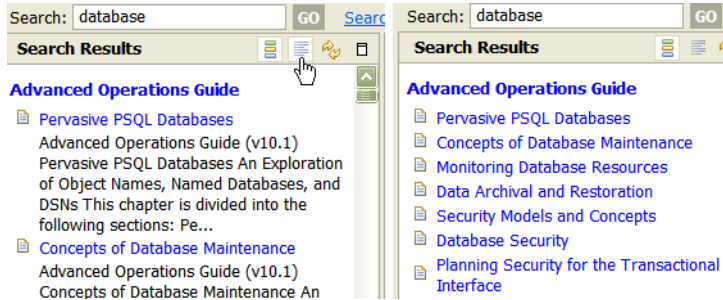 Search: database GO Searc
Search Results
Advanced Operations Guide
Pervasive PSQL Databases
Advanced Operations Guide (v10.1)
Pervasive PSQL Databases An Exploration
of Object Names, Named Databases, and
DSNs This chapter is divided into the
following sections: Pe...
Concepts of Database Maintenance
Advanced Operations Guide (v10.1)
Concepts of Database Maintenance An
Search: database GO
Search Results
Advanced Operations Guide
Pervasive PSQL Databases
Concepts of Database Maintenance
Monitoring Database Resources
Data Archival and Restoration
Security Models and Concepts
Database Security
Planning Security for the Transactional
Interface